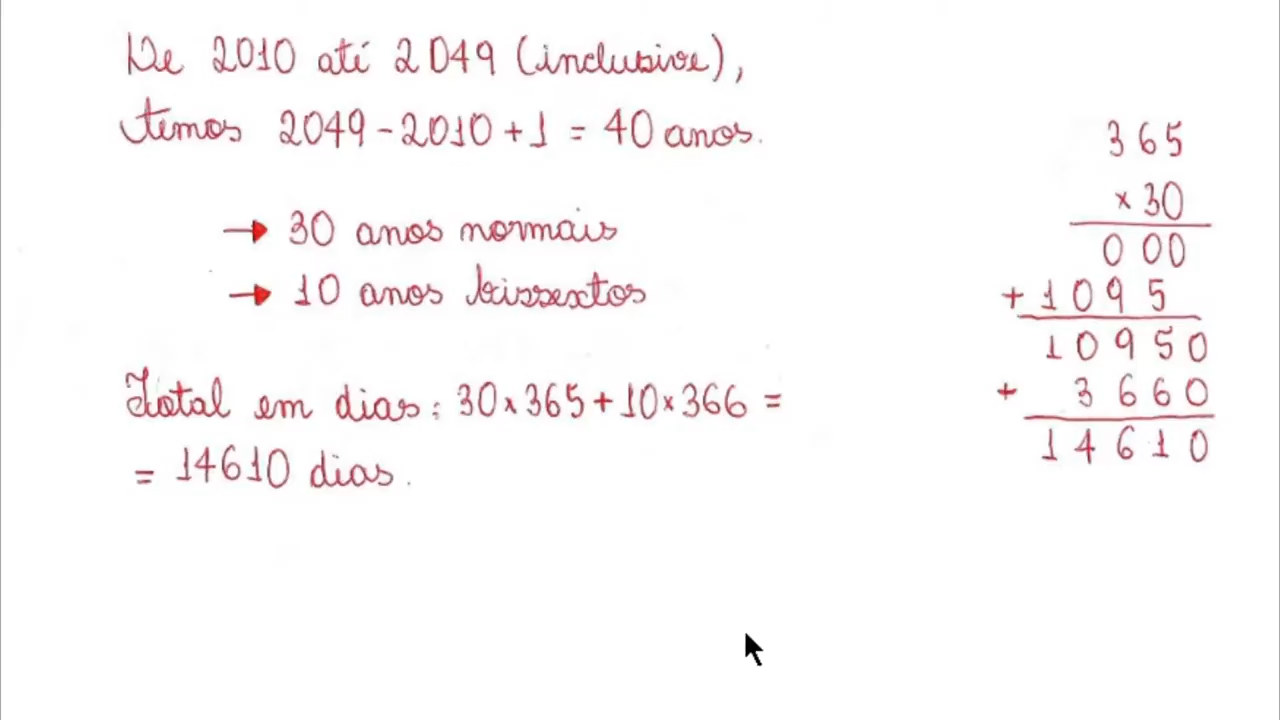 De 2010 até 2049 (inclusive),
temos 2049 - 2010 + 1 = 40 anos.
→ 30 anos normais
→ 10 anos bissextos
Total em dias: 30 × 365 + 10 × 366 =
= 14610 dias.
365
× 30
000
+ 1095
10950
+ 3660
14610